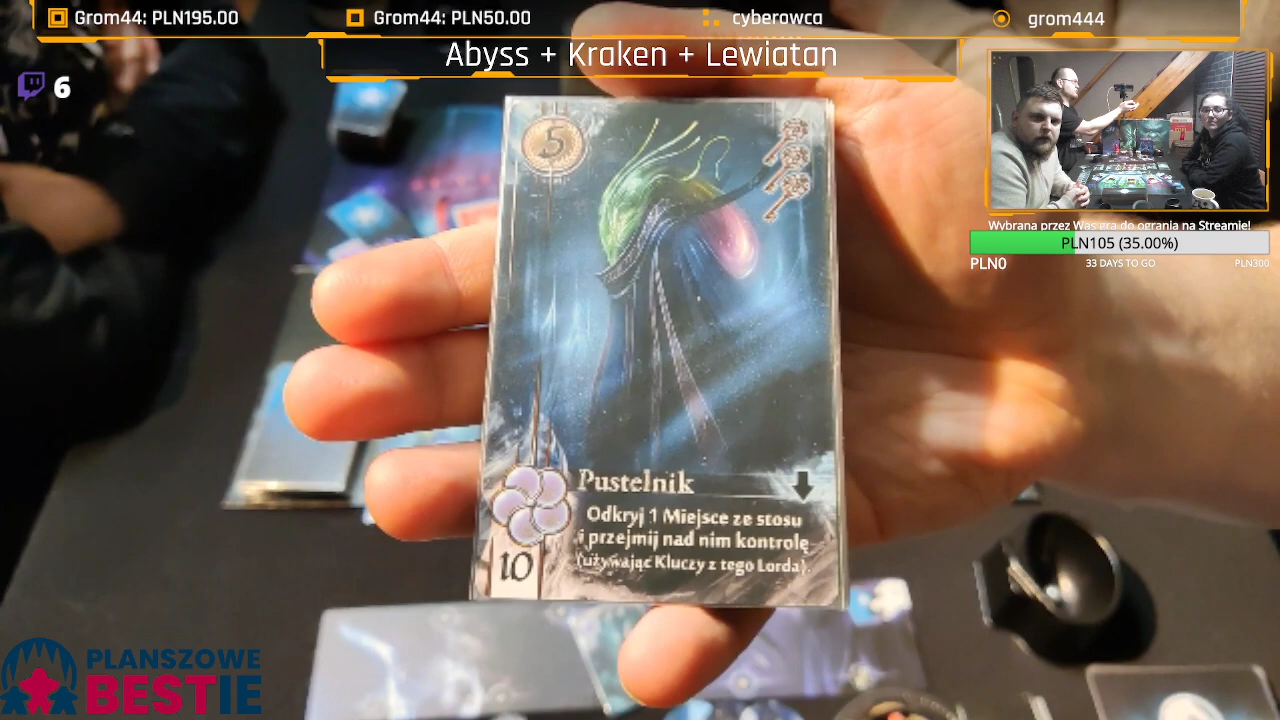 Grom44: PLN195.00
Grom44: PLN50.00
cyberowca
grom444
Abyss + Kraken + Lewiatan
6
Wybrana przez Was gra do ogrania na Streamie!
PLN105 (35.00%)
PLN0
33 DAYS TO GO
PLN300
5
Pustelnik
Odkryj 1 Miejsce ze stosu
i przejmij nad nim kontrolę
(używając Kluczy z tego Lorda).
10
PLANSZOWE
BESTIE